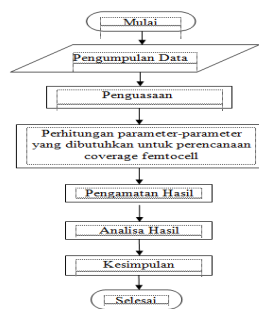 Mulai
Pengumpulan Data
Penguasaan
Perhitungan parameter-parameter
yang dibutuhkan untuk perencanaan
coverage femtocell
Pengamatan Hasil
Analisa Hasil
Kesimpulan
Selesai